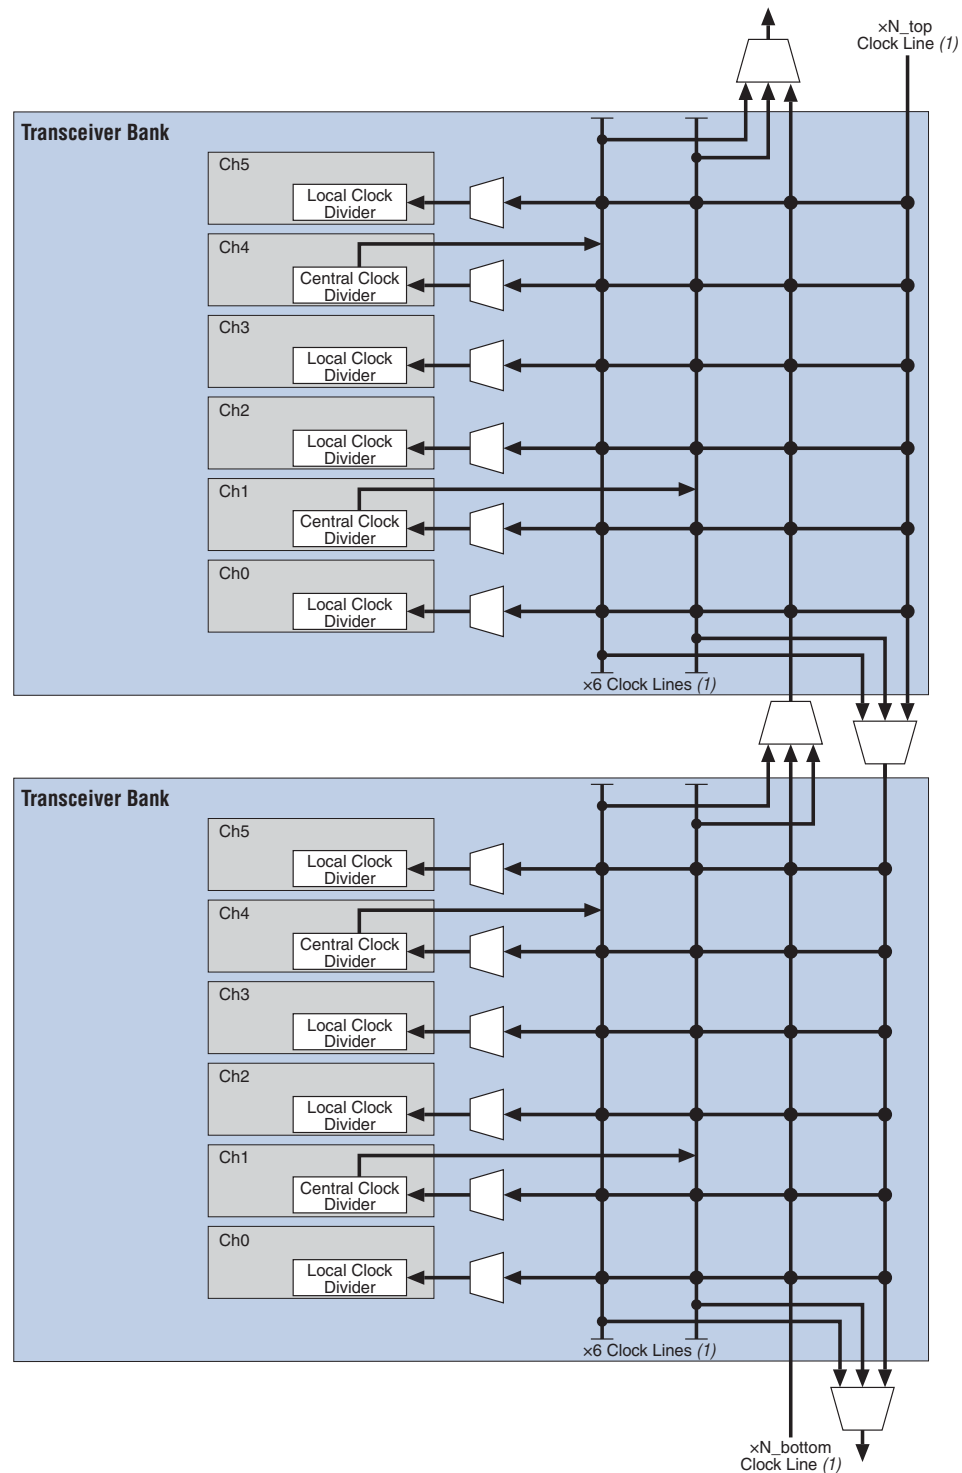 ×N_top
Clock Line (1)
Transceiver Bank
Ch5
Local Clock
Divider
Ch4
Central Clock
Divider
Ch3
Local Clock
Divider
Ch2
Local Clock
Divider
Ch1
Central Clock
Divider
Ch0
Local Clock
Divider
×6 Clock Lines (1)
Transceiver Bank
Ch5
Local Clock
Divider
Ch4
Central Clock
Divider
Ch3
Local Clock
Divider
Ch2
Local Clock
Divider
Ch1
Central Clock
Divider
Ch0
Local Clock
Divider
×6 Clock Lines (1)
×N_bottom
Clock Line (1)